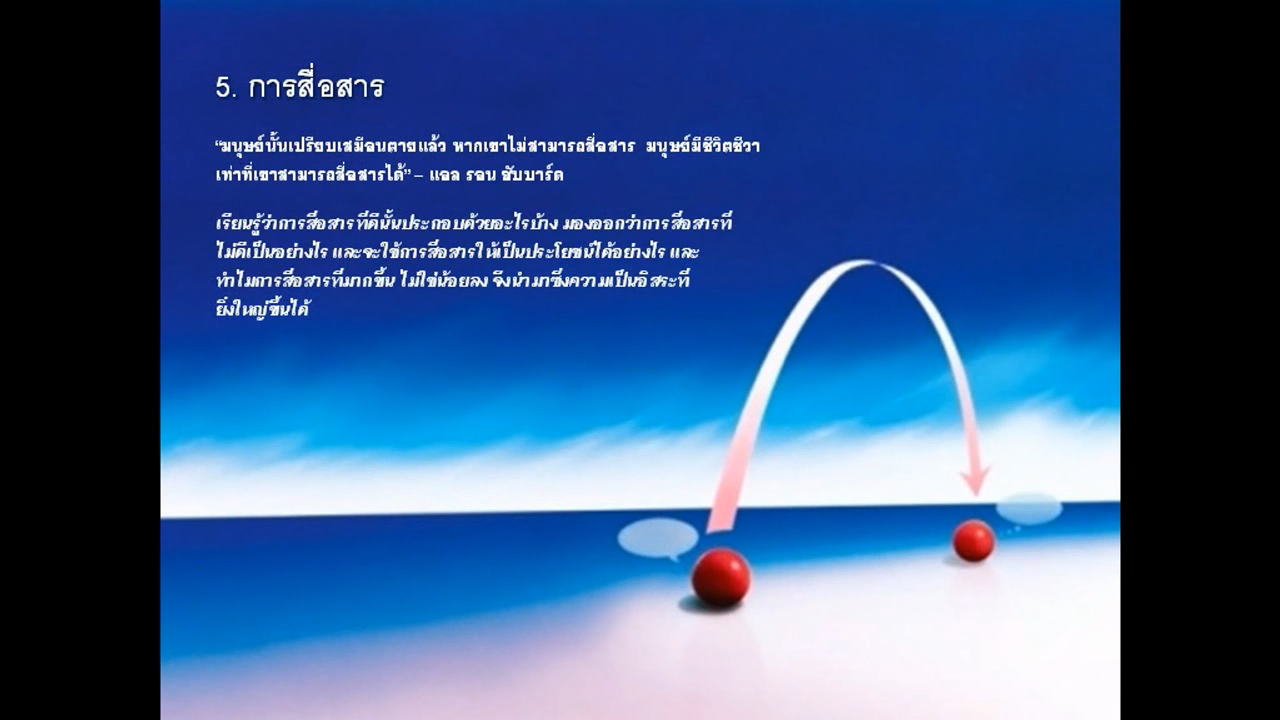 5. การสื่อสาร
“มนุษย์นั้นเปรียบเสมือนตายแล้ว หากเขาไม่สามารถสื่อสาร มนุษย์มีชีวิตชีวา
เท่าที่เขาสามารถสื่อสารได้” – แอล รอน ฮับบาร์ด
เรียนรู้ว่าการสื่อสารที่ดีนั้นประกอบด้วยอะไรบ้าง มองออกว่าการสื่อสารที่
ไม่ดีเป็นอย่างไร และจะใช้การสื่อสารให้เป็นประโยชน์ได้อย่างไร และ
ทำไมการสื่อสารที่มากขึ้น ไม่ใช่น้อยลง จึงนำมาซึ่งความเป็นอิสระที่
ยิ่งใหญ่ขึ้นได้